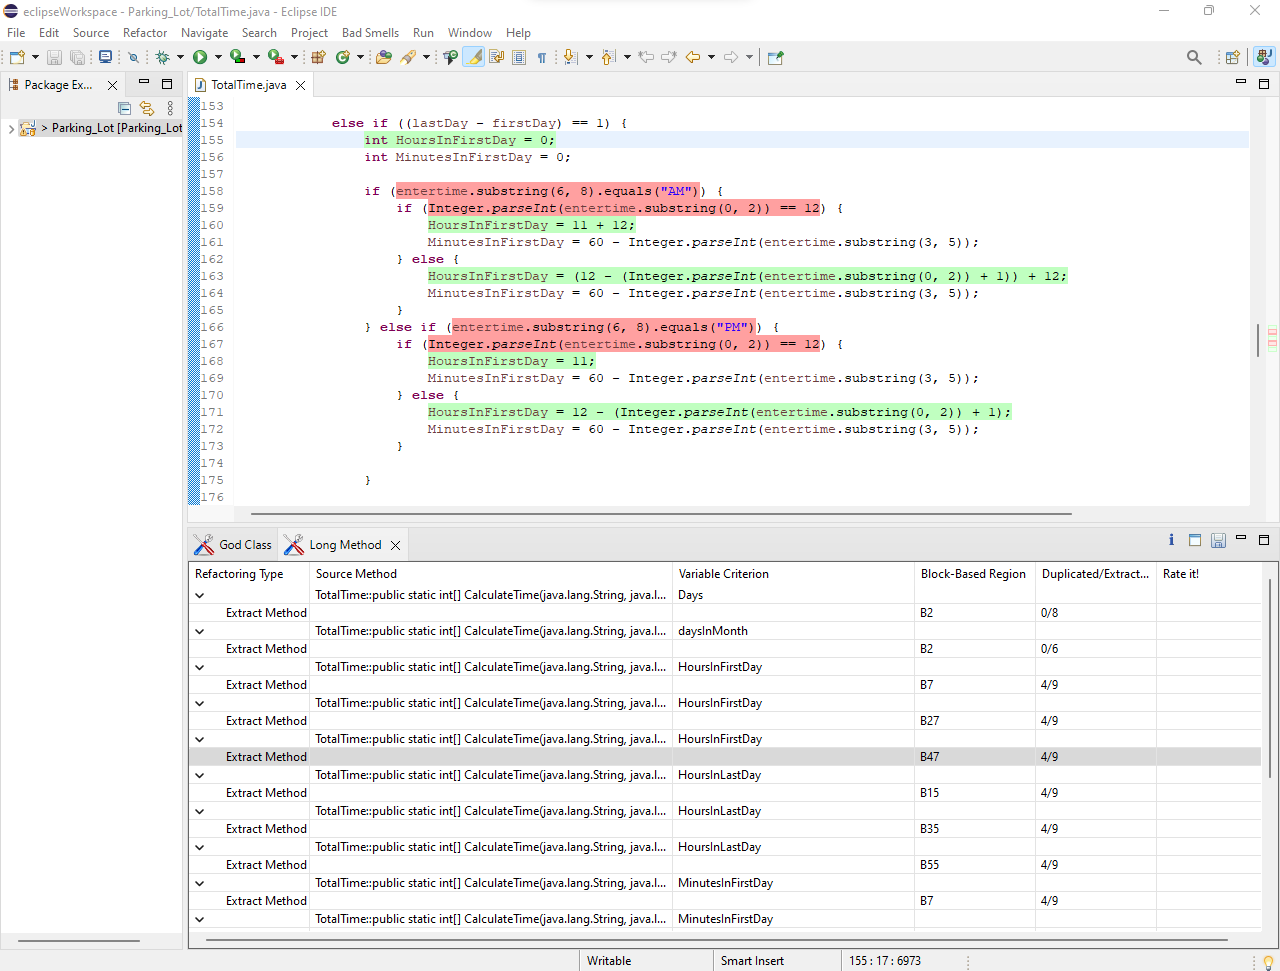 eclipseWorkspace - Parking_Lot/TotalTime.java - Eclipse IDE
File Edit Source Refactor Navigate Search Project Bad Smells Run Window Help
Package Ex...
> Parking_Lot [Parking_Lot
TotalTime.java
153
154 else if ((lastDay - firstDay) == 1) {
155 int HoursInFirstDay = 0;
156 int MinutesInFirstDay = 0;
157
158 if (entertime.substring(6, 8).equals("AM")) {
159 if (Integer.parseInt(entertime.substring(0, 2)) == 12) {
160 HoursInFirstDay = 11 + 12;
161 MinutesInFirstDay = 60 - Integer.parseInt(entertime.substring(3, 5));
162 } else {
163 HoursInFirstDay = (12 - (Integer.parseInt(entertime.substring(0, 2)) + 1)) + 12;
164 MinutesInFirstDay = 60 - Integer.parseInt(entertime.substring(3, 5));
165 }
166 } else if (entertime.substring(6, 8).equals("PM")) {
167 if (Integer.parseInt(entertime.substring(0, 2)) == 12) {
168 HoursInFirstDay = 11;
169 MinutesInFirstDay = 60 - Integer.parseInt(entertime.substring(3, 5));
170 } else {
171 HoursInFirstDay = 12 - (Integer.parseInt(entertime.substring(0, 2)) + 1);
172 MinutesInFirstDay = 60 - Integer.parseInt(entertime.substring(3, 5));
173 }
174
175 }
176
God Class Long Method
Refactoring Type Source Method Variable Criterion Block-Based Region Duplicated/Extract... Rate it!
TotalTime::public static int[] CalculateTime(java.lang.String, java.l... Days
Extract Method B2 0/8
TotalTime::public static int[] CalculateTime(java.lang.String, java.l... daysInMonth
Extract Method B2 0/6
TotalTime::public static int[] CalculateTime(java.lang.String, java.l... HoursInFirstDay
Extract Method B7 4/9
TotalTime::public static int[] CalculateTime(java.lang.String, java.l... HoursInFirstDay
Extract Method B27 4/9
TotalTime::public static int[] CalculateTime(java.lang.String, java.l... HoursInFirstDay
Extract Method B47 4/9
TotalTime::public static int[] CalculateTime(java.lang.String, java.l... HoursInLastDay
Extract Method B15 4/9
TotalTime::public static int[] CalculateTime(java.lang.String, java.l... HoursInLastDay
Extract Method B35 4/9
TotalTime::public static int[] CalculateTime(java.lang.String, java.l... HoursInLastDay
Extract Method B55 4/9
TotalTime::public static int[] CalculateTime(java.lang.String, java.l... MinutesInFirstDay
Extract Method B7 4/9
TotalTime::public static int[] CalculateTime(java.lang.String, java.l... MinutesInFirstDay
Writable Smart Insert 155 : 17 : 6973